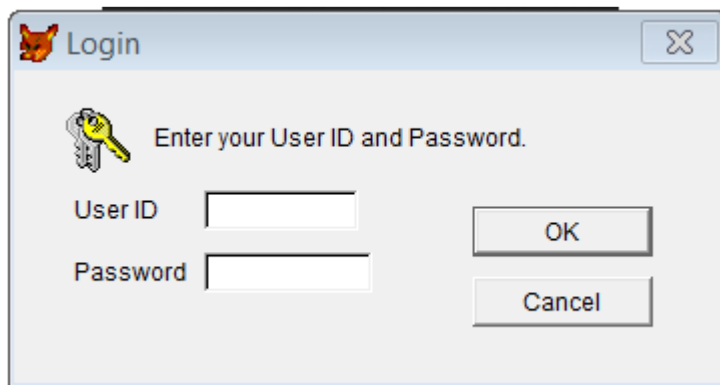 Login
Enter your User ID and Password.
User ID
OK
Password
Cancel